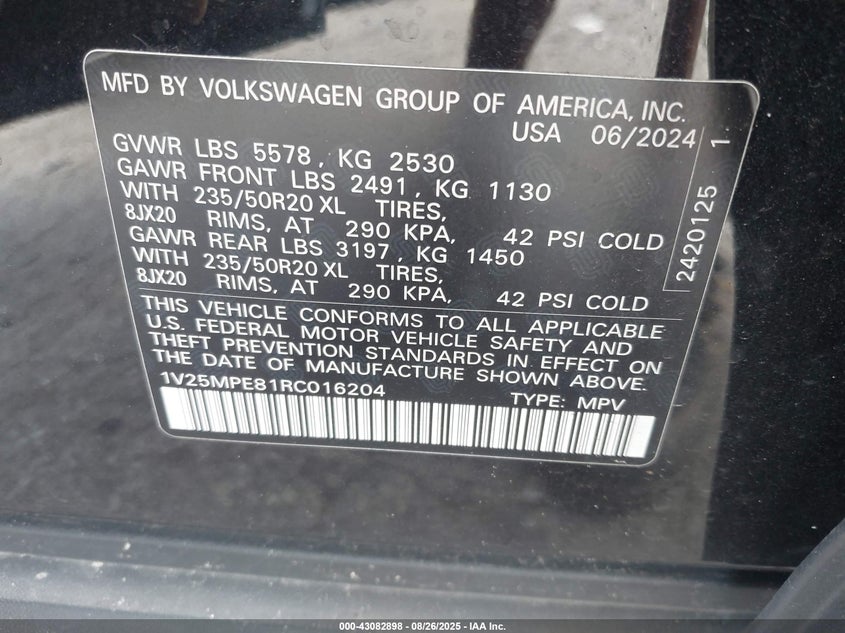 MFD BY VOLKSWAGEN GROUP OF AMERICA, INC.
USA 06/2024
GVWR LBS 5578, KG 2530
GAWR FRONT LBS 2491, KG 1130
WITH 235/50R20 XL TIRES,
8JX20 RIMS, AT 290 KPA, 42 PSI COLD
GAWR REAR LBS 3197, KG 1450
WITH 235/50R20 XL TIRES,
8JX20 RIMS, AT 290 KPA, 42 PSI COLD
2420125 1
THIS VEHICLE CONFORMS TO ALL APPLICABLE
U.S. FEDERAL MOTOR VEHICLE SAFETY AND
THEFT PREVENTION STANDARDS IN EFFECT ON
THE DATE OF MANUFACTURE SHOWN ABOVE.
1V25MPE81RC016204 TYPE: MPV
000-43082898 - 08/26/2025 - IAA Inc.